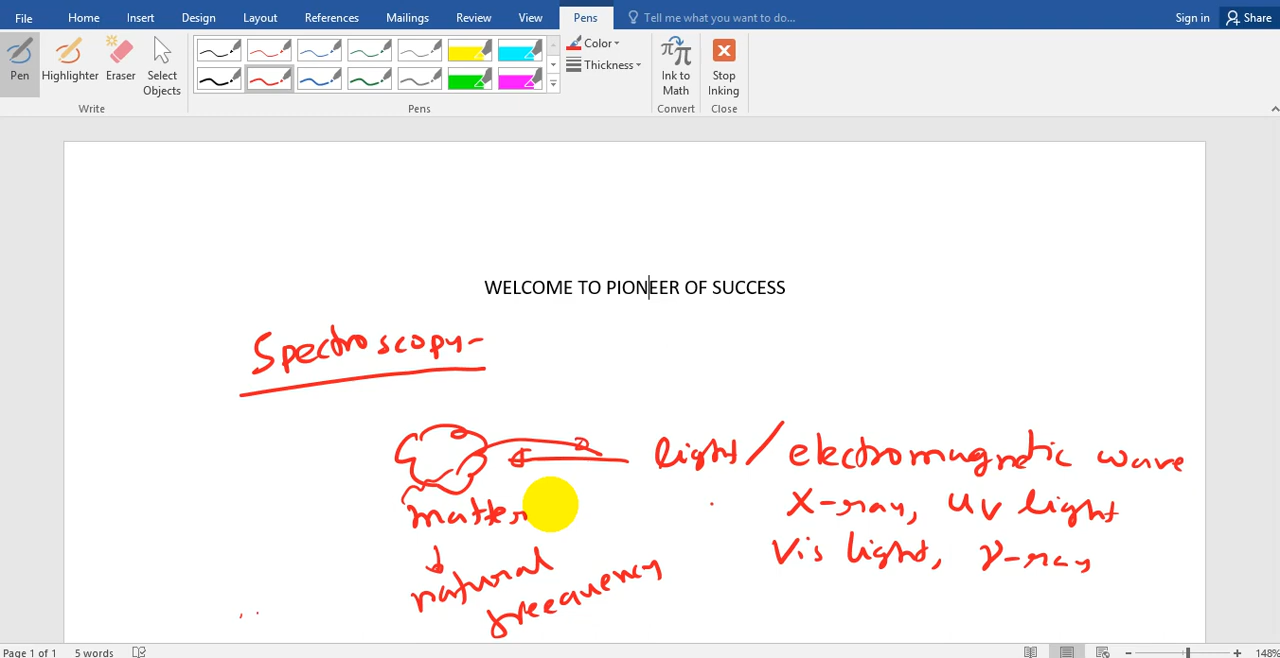 File Home Insert Design Layout References Mailings Review View Pens Tell me what you want to do... Sign in Share
Pen Highlighter Eraser Select Objects Color Thickness Ink to Math Stop Inking
Write Pens Convert Close
WELCOME TO PIONEER OF SUCCESS
Spectroscopy-
light / electromagnetic wave
matter X-ray, UV light
Vis light, γ-ray
natural
freequency
Page 1 of 1 5 words 148%